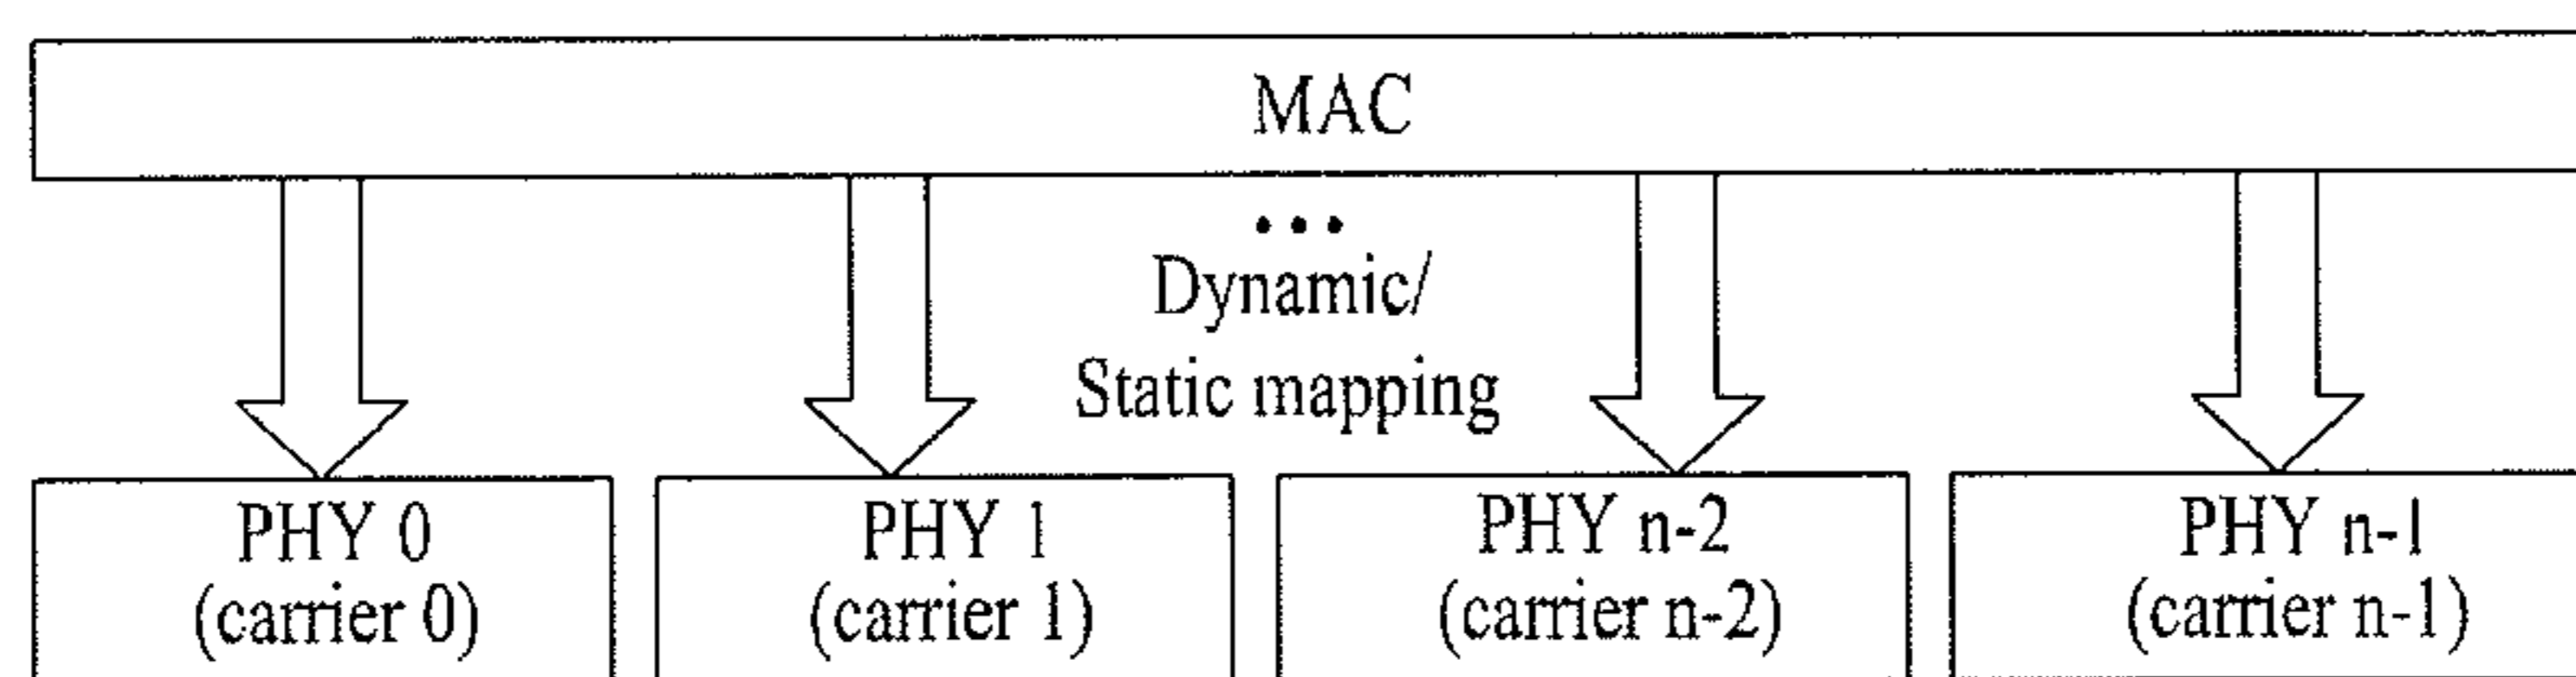 MAC
• • •
Dynamic/
Static mapping
PHY 0
(carrier 0)
PHY 1
(carrier 1)
PHY n-2
(carrier n-2)
PHY n-1
(carrier n-1)